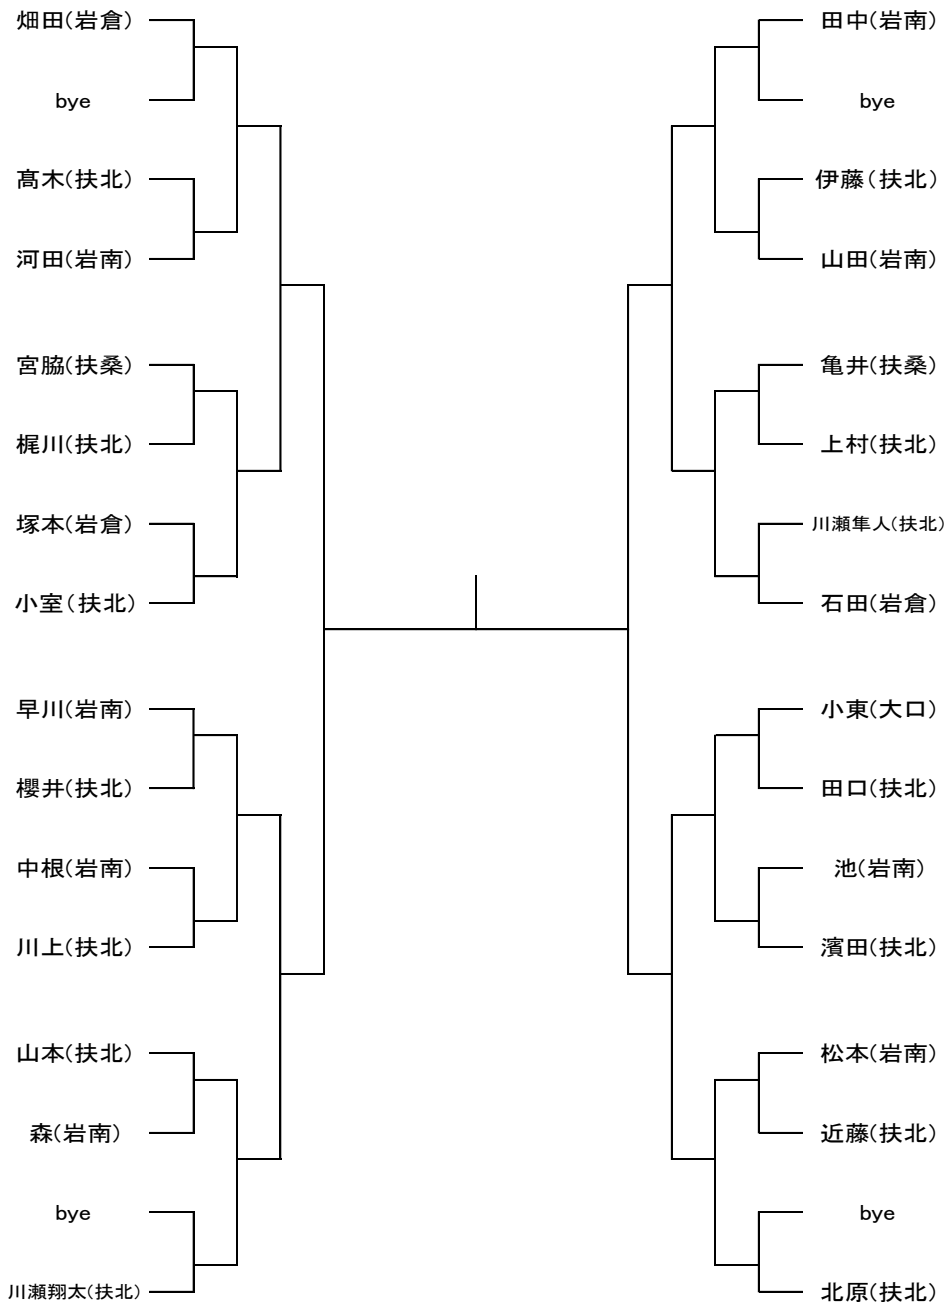 畑田(岩倉)
bye
髙木(扶北)
河田(岩南)
宮脇(扶桑)
梶川(扶北)
塚本(岩倉)
小室(扶北)
早川(岩南)
櫻井(扶北)
中根(岩南)
川上(扶北)
山本(扶北)
森(岩南)
bye
川瀬翔太(扶北)
田中(岩南)
bye
伊藤(扶北)
山田(岩南)
亀井(扶桑)
上村(扶北)
川瀬隼人(扶北)
石田(岩倉)
小東(大口)
田口(扶北)
池(岩南)
濱田(扶北)
松本(岩南)
近藤(扶北)
bye
北原(扶北)